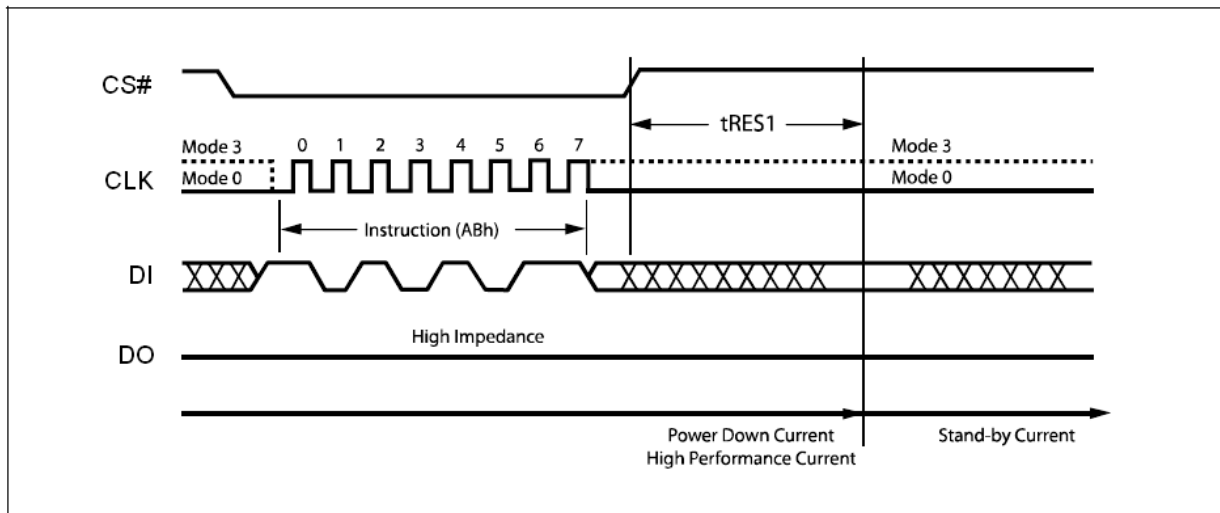 CS#
tRES1
Mode 3
0 1 2 3 4 5 6 7
Mode 3
CLK
Mode 0
Mode 0
Instruction (ABh)
DI
High Impedance
DO
Power Down Current
High Performance Current
Stand-by Current